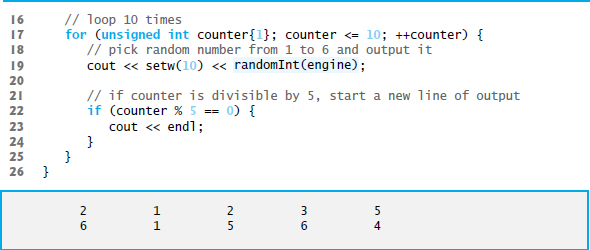 16 // loop 10 times
17 for (unsigned int counter{1}; counter <= 10; ++counter) {
18 // pick random number from 1 to 6 and output it
19 cout << setw(10) << randomInt(engine);
20
21 // if counter is divisible by 5, start a new line of output
22 if (counter % 5 == 0) {
23 cout << endl;
24 }
25 }
26 }
2 1 2 3 5
6 1 5 6 4